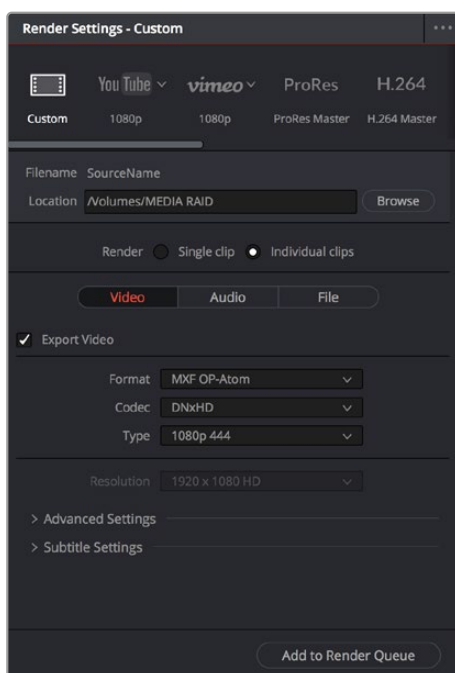 Render Settings - Custom
You Tube vimeo ProRes H.264
Custom 1080p 1080p ProRes Master H.264 Master
Filename SourceName
Location /Volumes/MEDIA RAID Browse
Render Single clip Individual clips
Video Audio File
Export Video
Format MXF OP-Atom
Codec DNxHD
Type 1080p 444
Resolution 1920 x 1080 HD
> Advanced Settings
> Subtitle Settings
Add to Render Queue